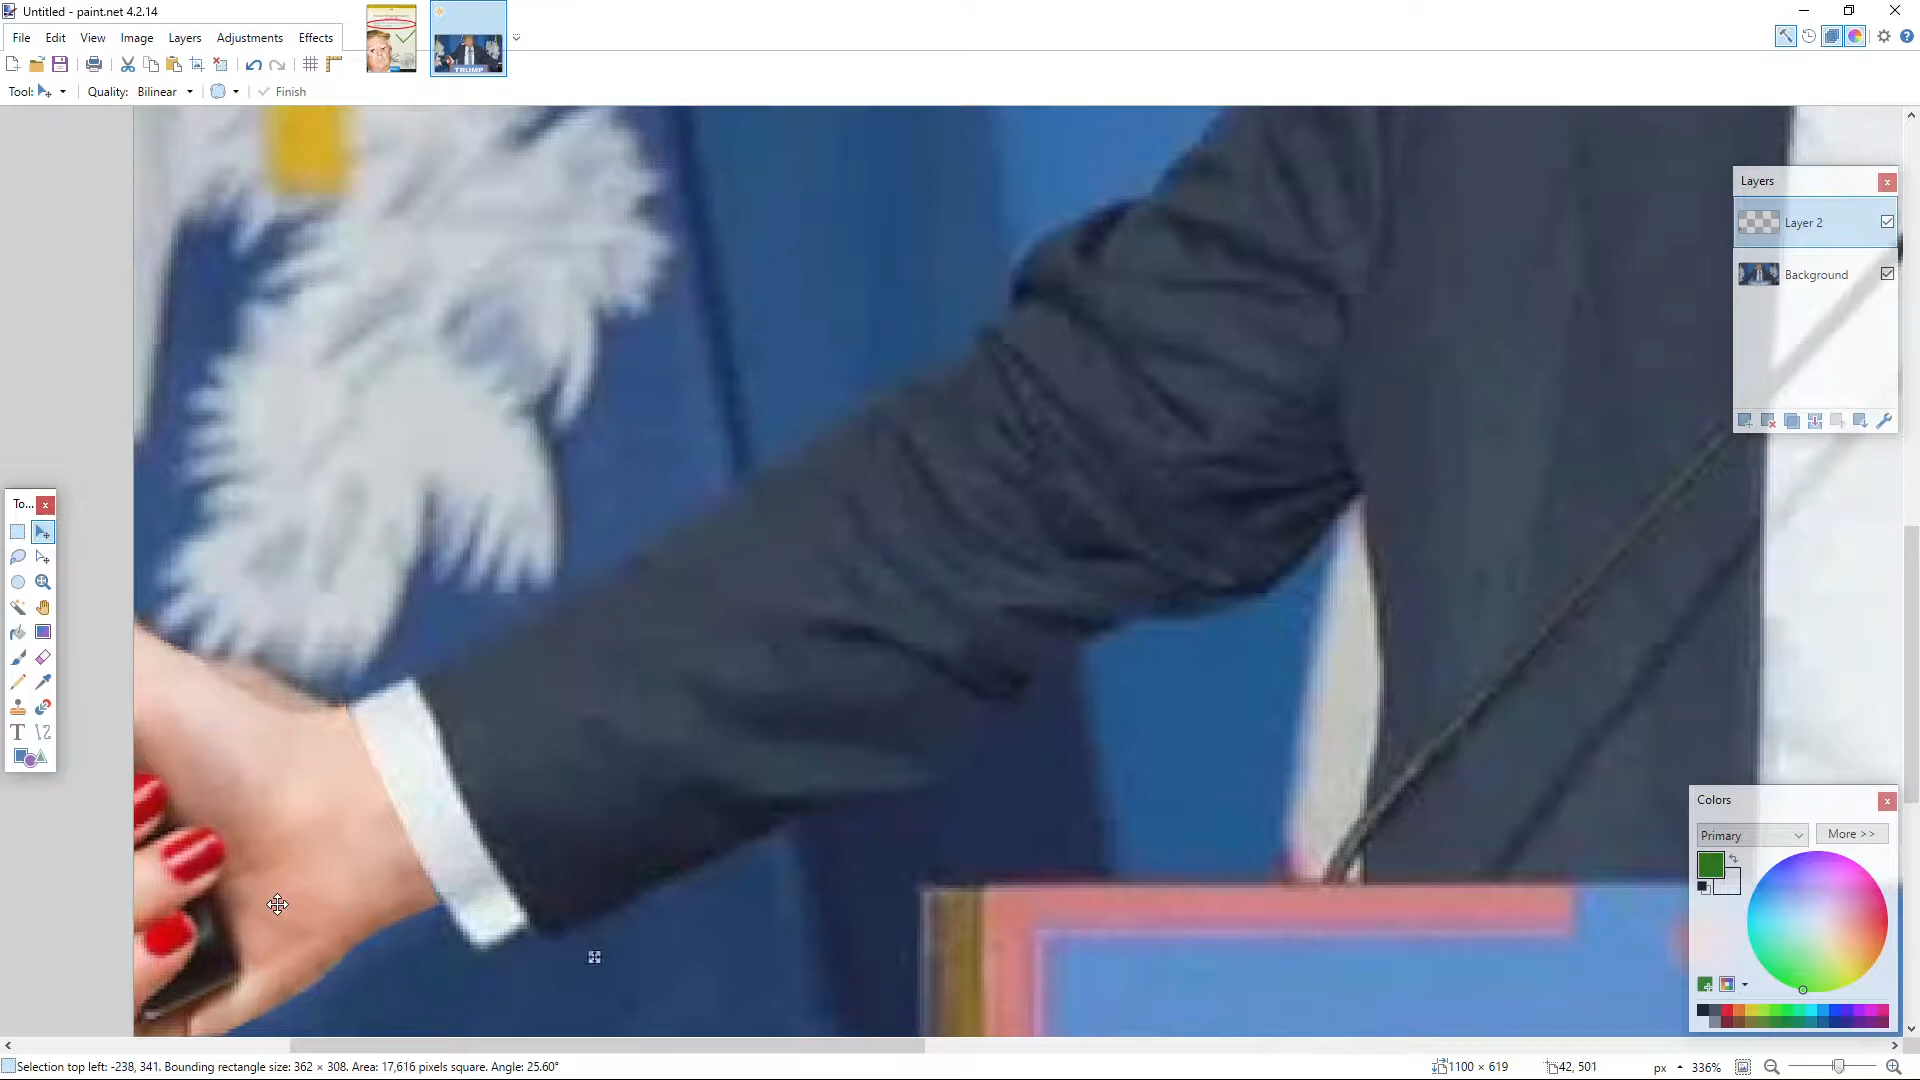 Untitled - paint.net 4.2.14
File Edit View Image Layers Adjustments Effects
TRUMP
Tool: Quality: Bilinear Finish
Layers
Layer 2
Background
To...
Colors
Primary More >>
Selection top left: -238, 341. Bounding rectangle size: 362 × 308. Area: 17,616 pixels square. Angle: 25.60° 1100 × 619 42, 501 px 336%